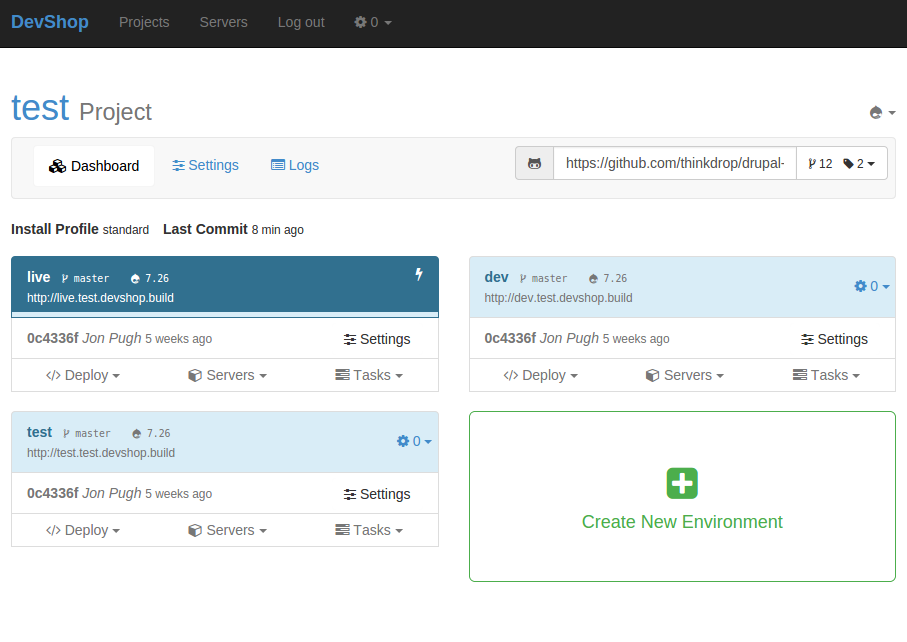 DevShop Projects Servers Log out 0
test Project
Dashboard Settings Logs https://github.com/thinkdrop/drupal- 12 2
Install Profile standard Last Commit 8 min ago
live master 7.26
http://live.test.devshop.build
0c4336f Jon Pugh 5 weeks ago Settings
Deploy Servers Tasks
dev master 7.26
http://dev.test.devshop.build
0
0c4336f Jon Pugh 5 weeks ago Settings
</> Deploy Servers Tasks
test master 7.26
http://test.test.devshop.build
0
0c4336f Jon Pugh 5 weeks ago Settings
</> Deploy Servers Tasks
Create New Environment